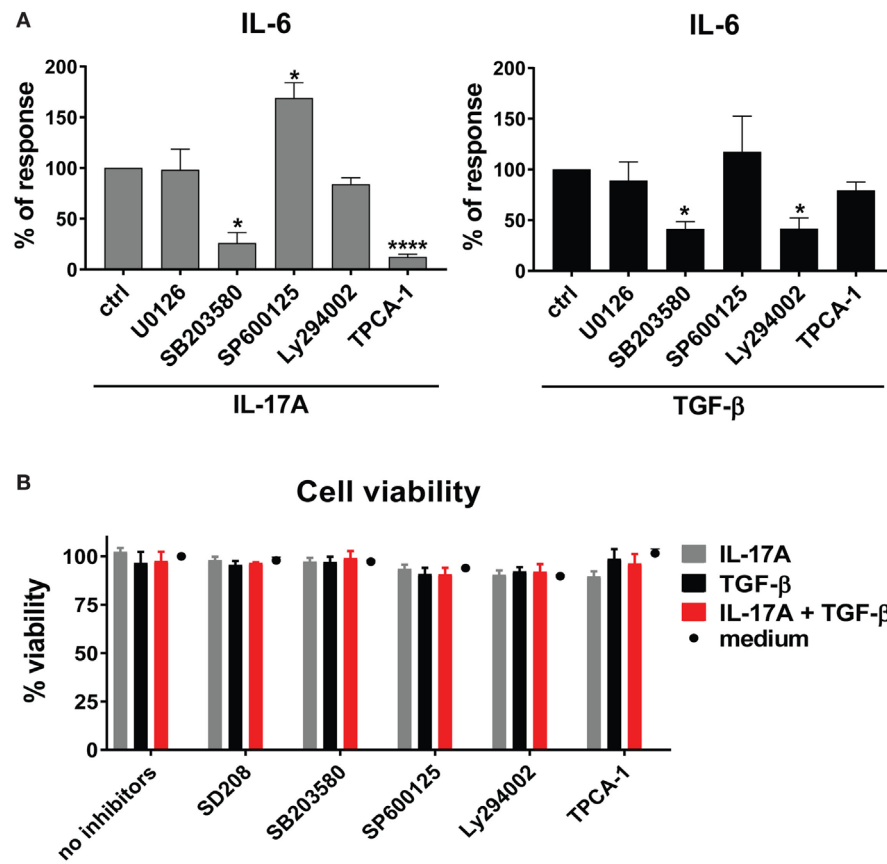 A
IL-6
% of response
200
150
100
50
0
*
*
****
ctrl
U0126
SB203580
SP600125
Ly294002
TPCA-1
IL-17A
IL-6
% of response
200
150
100
50
0
*
*
ctrl
U0126
SB203580
SP600125
Ly294002
TPCA-1
TGF-β
B
Cell viability
% viability
100
75
50
25
0
no inhibitors
SD208
SB203580
SP600125
Ly294002
TPCA-1
IL-17A
TGF-β
IL-17A + TGF-β
medium